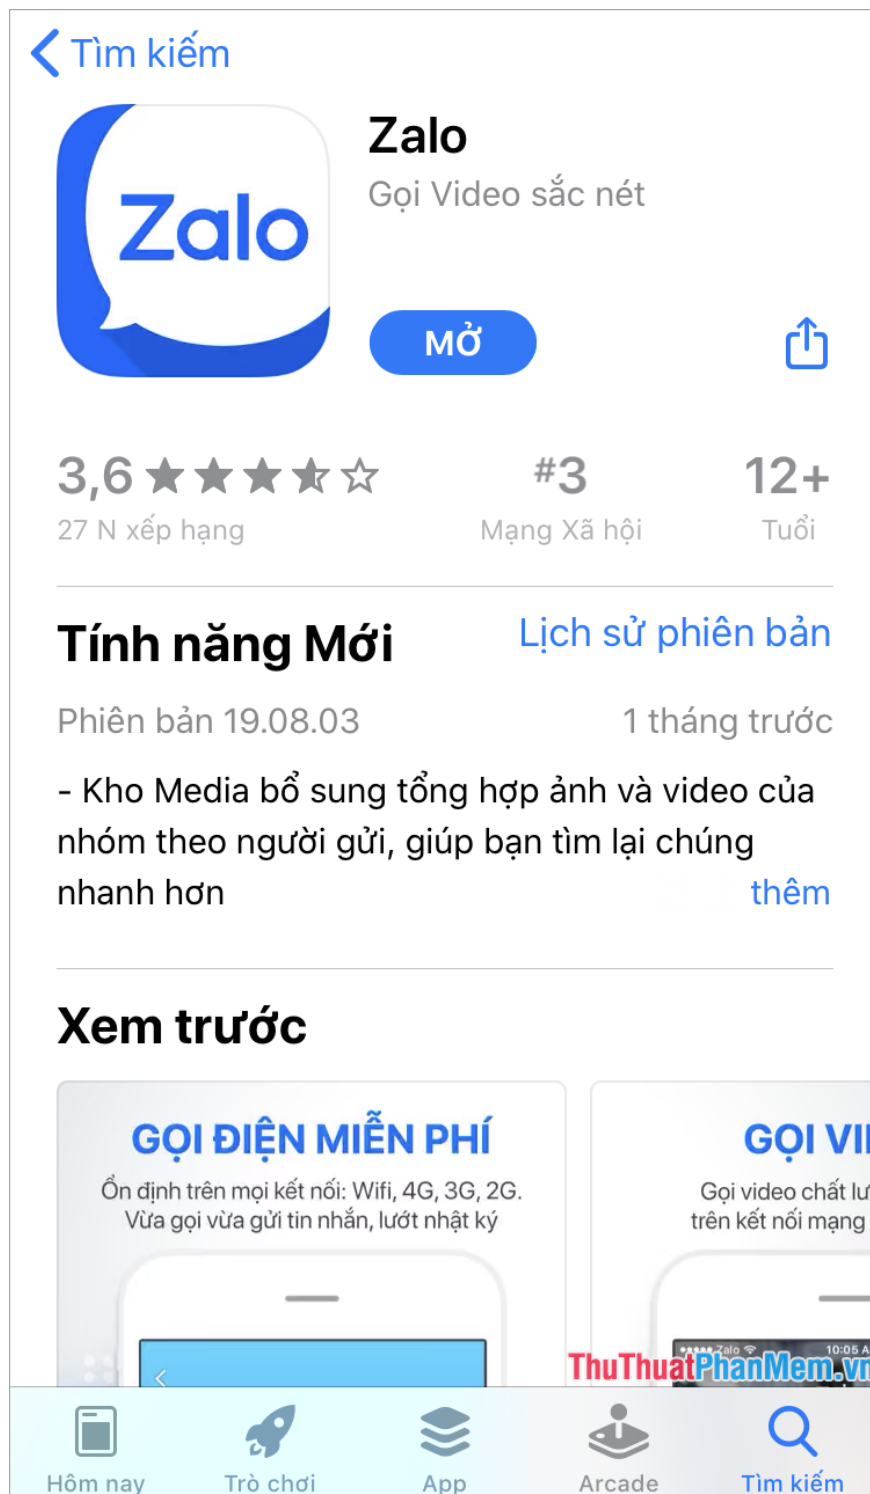 Tìm kiếm
Zalo
Zalo
Gọi Video sắc nét
MỞ
3,6
#3
12+
27 N xếp hạng
Mạng Xã hội
Tuổi
Tính năng Mới
Lịch sử phiên bản
Phiên bản 19.08.03
1 tháng trước
- Kho Media bổ sung tổng hợp ảnh và video của
nhóm theo người gửi, giúp bạn tìm lại chúng
nhanh hơn
thêm
Xem trước
GỌI ĐIỆN MIỄN PHÍ
Ổn định trên mọi kết nối: Wifi, 4G, 3G, 2G.
Vừa gọi vừa gửi tin nhắn, lướt nhật ký
GỌI VI
Gọi video chất lư
trên kết nối mạng
Zalo
10:05 A
ThuThuatPhanMem.vn
Hôm nay
Trò chơi
App
Arcade
Tìm kiếm